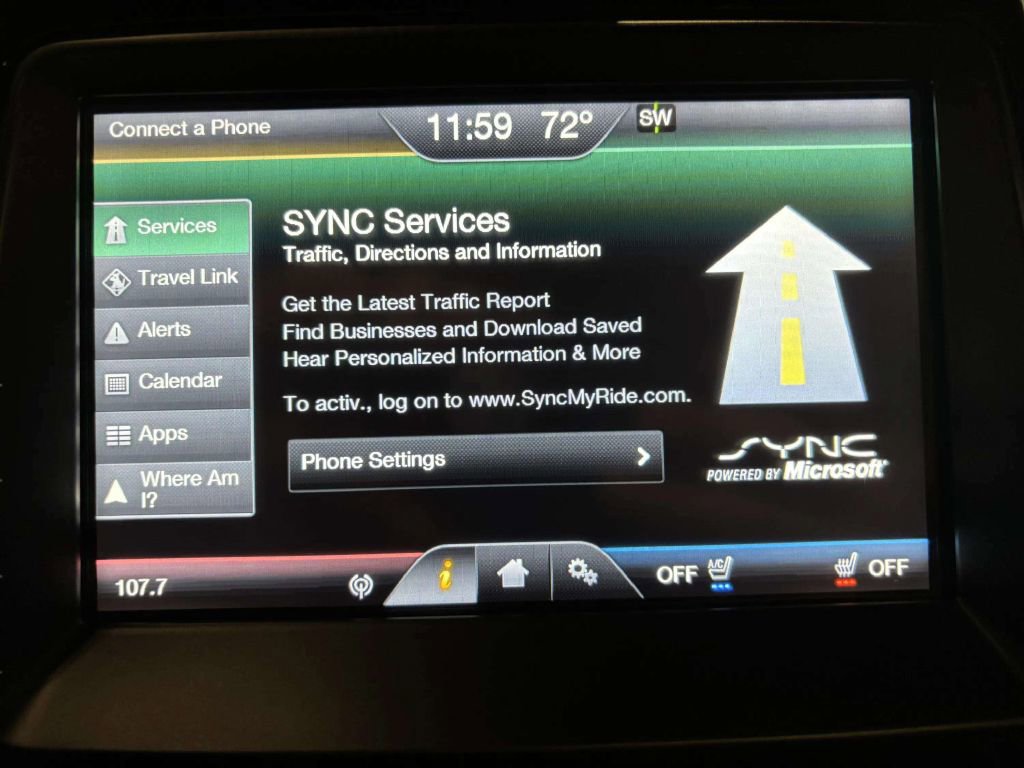 Connect a Phone
11:59 72° SW
Services
Travel Link
Alerts
Calendar
Apps
Where Am
I?
SYNC Services
Traffic, Directions and Information
Get the Latest Traffic Report
Find Businesses and Download Saved
Hear Personalized Information & More
To activ., log on to www.SyncMyRide.com.
Phone Settings
SYNC
POWERED BY Microsoft®
107.7
i
OFF A/C
OFF